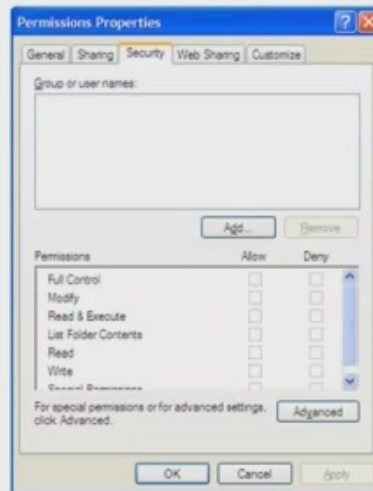 Permissions Properties
General Sharing Security Web Sharing Customize
Group or user names:
Add... Remove
Permissions Allow Deny
Full Control
Modify
Read & Execute
List Folder Contents
Read
Write
Special Permissions
For special permissions or for advanced settings,
click Advanced.
Advanced
OK Cancel Apply